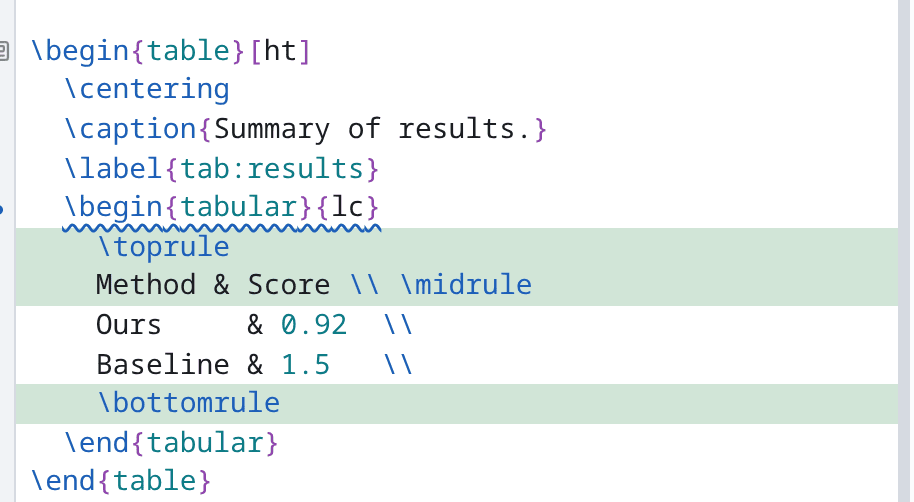 \begin{table}[ht]
  \centering
  \caption{Summary of results.}
  \label{tab:results}
  \begin{tabular}{lc}
    \toprule
    Method & Score \\ \midrule
    Ours     & 0.92  \\
    Baseline & 1.5   \\
    \bottomrule
  \end{tabular}
\end{table}